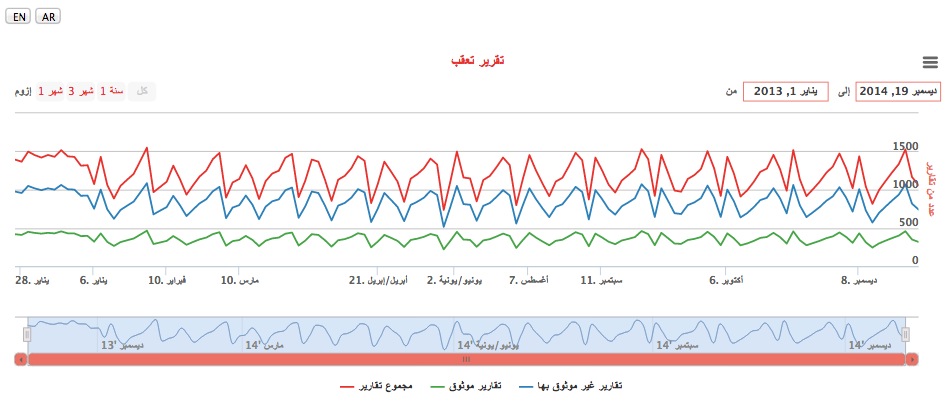 EN AR
تقرير تعقب
إزوم 1 شهر 3 شهر 1 سنة كل
من يناير 1, 2013 إلى ديسمبر 19, 2014
1500
1000
500
0
عدد من تقارير
28. يناير 6. يناير 10. فبراير 10. مارس 21. أبريل/إبريل 2. يونيو/يونية 7. أغسطس 11. سبتمبر 6. أكتوبر 8. ديسمبر
ديسمبر '13 مارس '14 يونيو/يونية '14 سبتمبر '14 ديسمبر '14
مجموع تقارير تقارير موثوق تقارير غير موثوق بها